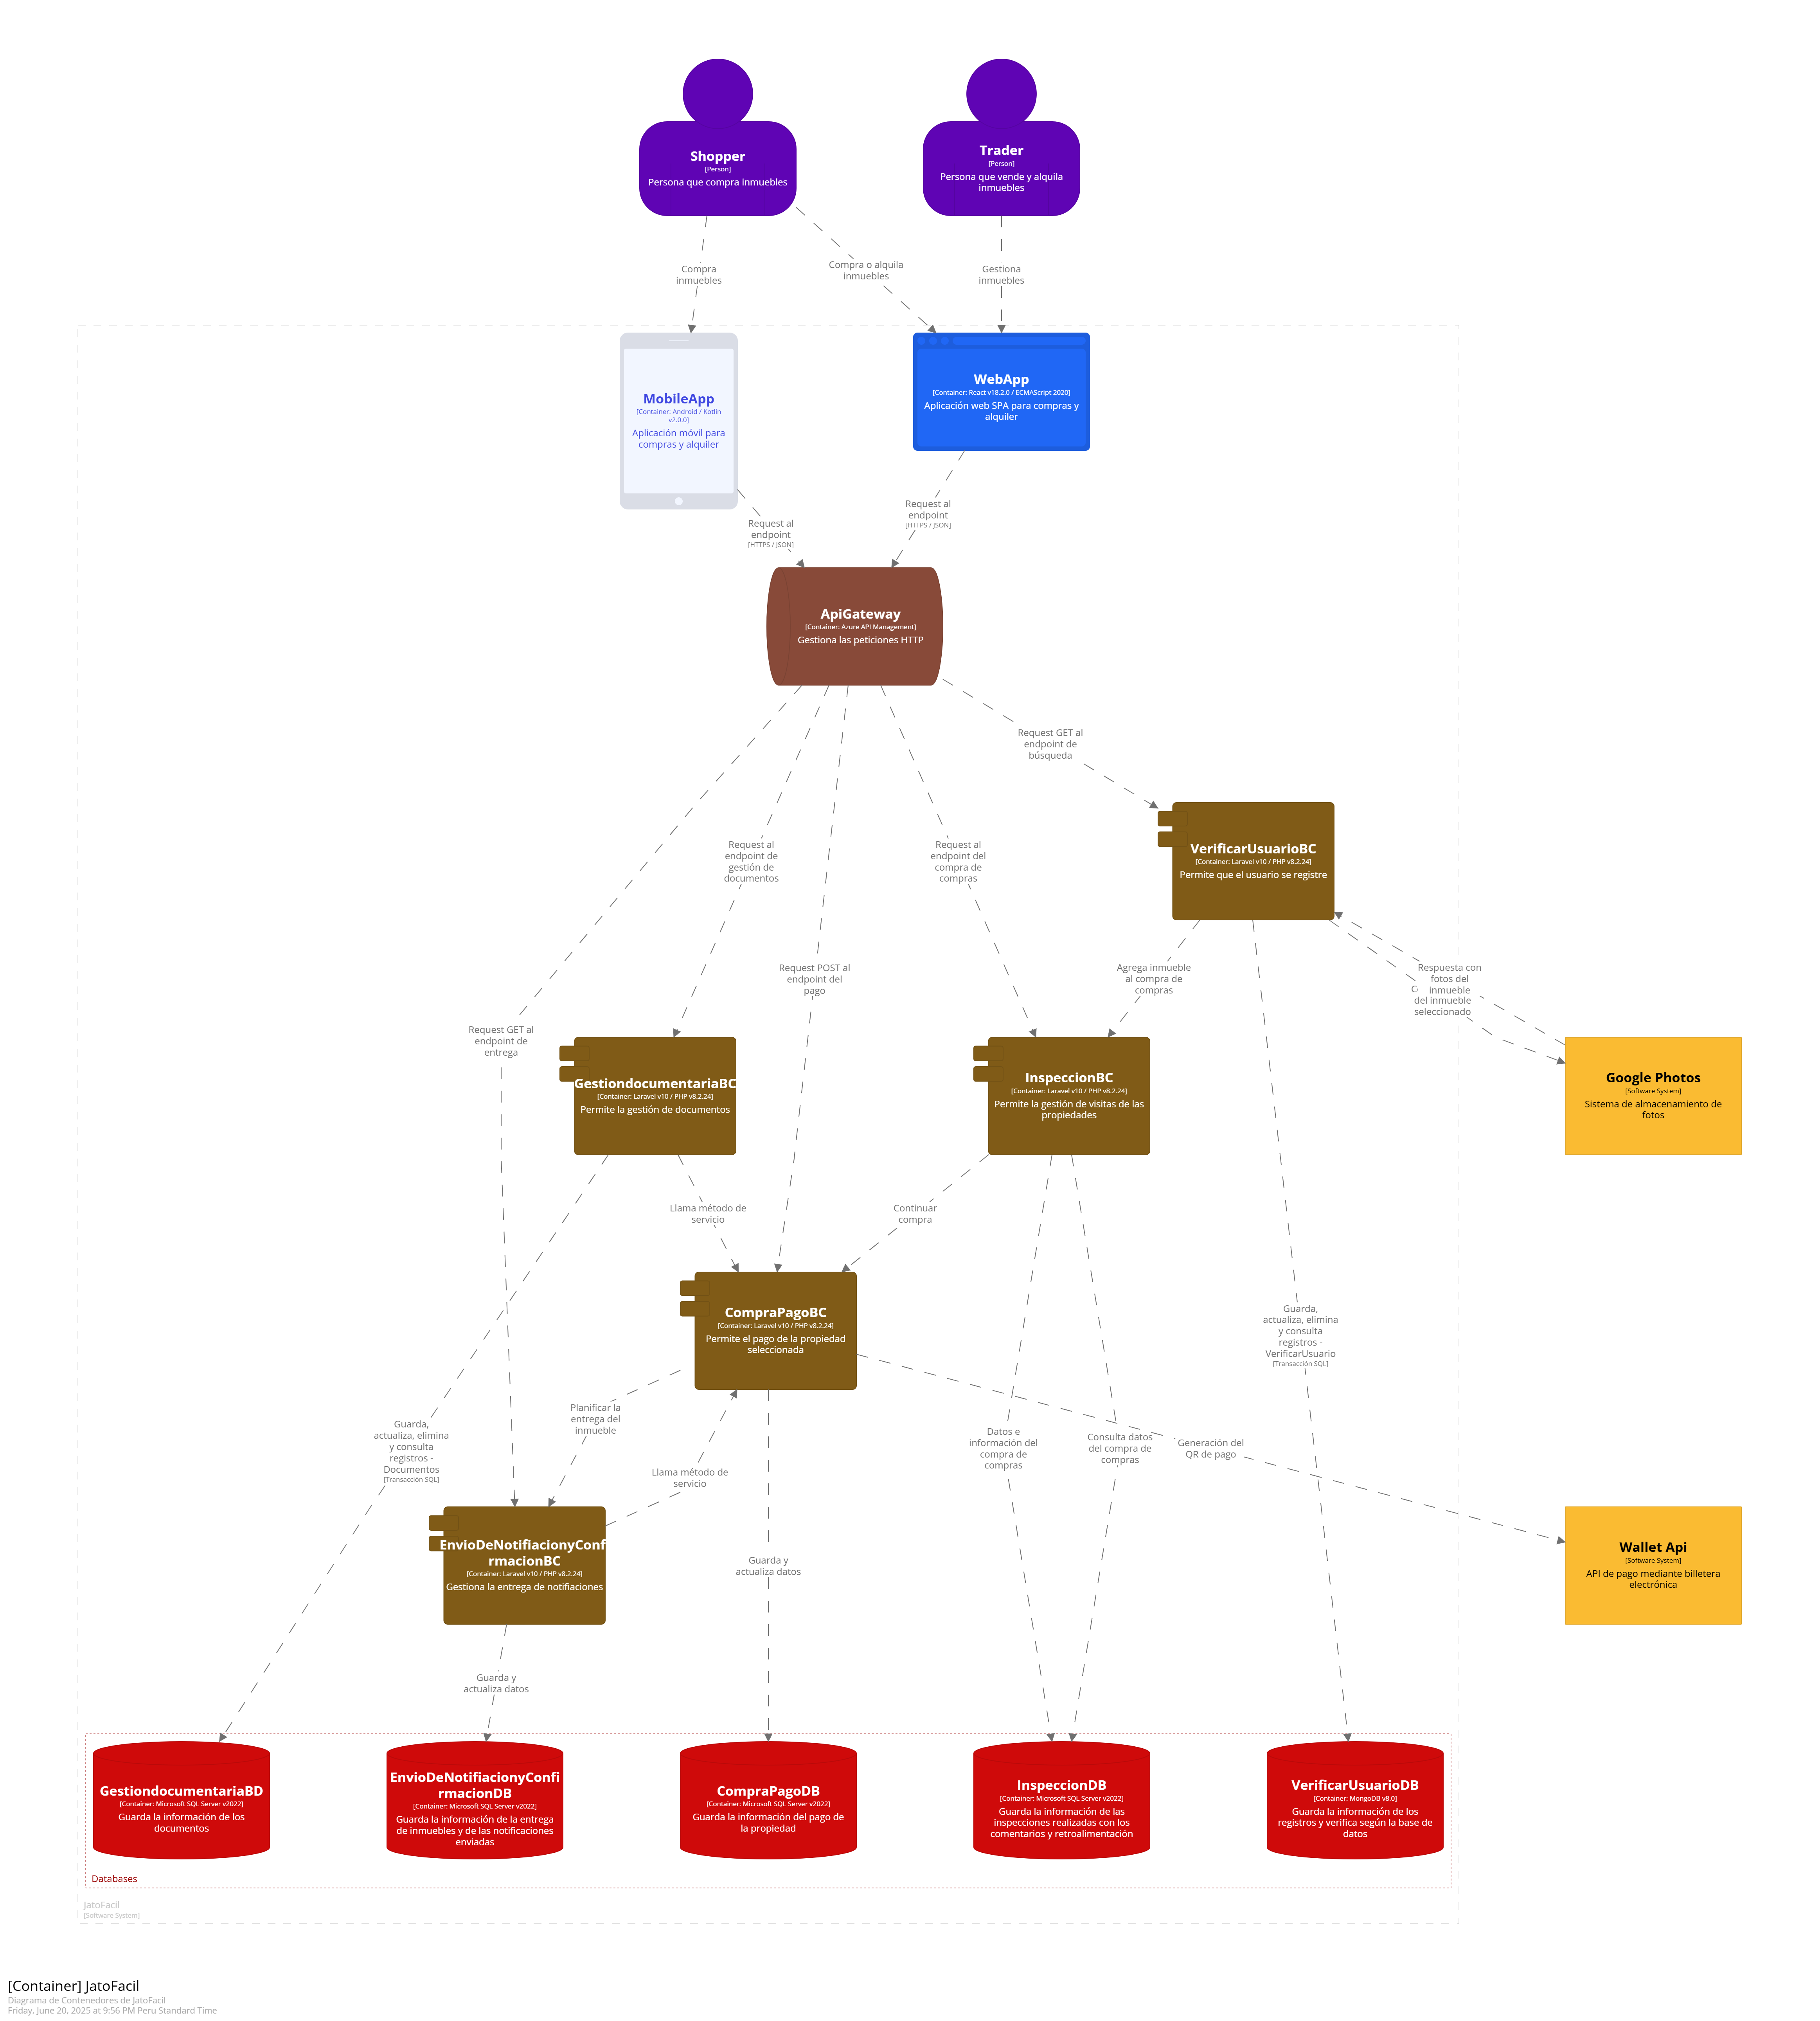 Shopper
[Person]
Persona que compra inmuebles
Trader
[Person]
Persona que vende y alquila
inmuebles
Compra
inmuebles
Compra o alquila
inmuebles
Gestiona
inmuebles
MobileApp
[Container: Android / Kotlin
v2.0.0]
Aplicación móvil para
compras y alquiler
WebApp
[Container: React v18.2.0 / ECMAScript 2020]
Aplicación web SPA para compras y
alquiler
Request al
endpoint
[HTTPS / JSON]
Request al
endpoint
[HTTPS / JSON]
ApiGateway
[Container: Azure API Management]
Gestiona las peticiones HTTP
Request GET al
endpoint de
búsqueda
Request al
endpoint de
gestión de
documentos
Request al
endpoint del
compra de
compras
VerificarUsuarioBC
[Container: Laravel v10 / PHP v8.2.24]
Permite que el usuario se registre
Request POST al
endpoint del
pago
Agrega inmueble
al compra de
compras
Respuesta con
fotos del
inmueble
del inmueble
seleccionado
Request GET al
endpoint de
entrega
GestiondocumentariaBC
[Container: Laravel v10 / PHP v8.2.24]
Permite la gestión de documentos
InspeccionBC
[Container: Laravel v10 / PHP v8.2.24]
Permite la gestión de visitas de las
propiedades
Google Photos
[Software System]
Sistema de almacenamiento de
fotos
Llama método de
servicio
Continuar
compra
CompraPagoBC
[Container: Laravel v10 / PHP v8.2.24]
Permite el pago de la propiedad
seleccionada
Guarda,
actualiza, elimina
y consulta
registros -
VerificarUsuario
[Transacción SQL]
Planificar la
entrega del
inmueble
Guarda,
actualiza, elimina
y consulta
registros -
Documentos
[Transacción SQL]
Llama método de
servicio
Datos e
información del
compra de
compras
Consulta datos
del compra de
compras
Generación del
QR de pago
EnvioDeNotifiacionyConf
rmacionBC
[Container: Laravel v10 / PHP v8.2.24]
Gestiona la entrega de notifiaciones
Guarda y
actualiza datos
Wallet Api
[Software System]
API de pago mediante billetera
electrónica
Guarda y
actualiza datos
GestiondocumentariaBD
[Container: Microsoft SQL Server v2022]
Guarda la información de los
documentos
EnvioDeNotifiacionyConfi
rmacionDB
[Container: Microsoft SQL Server v2022]
Guarda la información de la entrega
de inmuebles y de las notificaciones
enviadas
CompraPagoDB
[Container: Microsoft SQL Server v2022]
Guarda la información del pago de
la propiedad
InspeccionDB
[Container: Microsoft SQL Server v2022]
Guarda la información de las
inspecciones realizadas con los
comentarios y retroalimentación
VerificarUsuarioDB
[Container: MongoDB v8.0]
Guarda la información de los
registros y verifica según la base de
datos
Databases
JatoFacil
[Software System]
[Container] JatoFacil
Diagrama de Contenedores de JatoFacil
Friday, June 20, 2025 at 9:56 PM Peru Standard Time